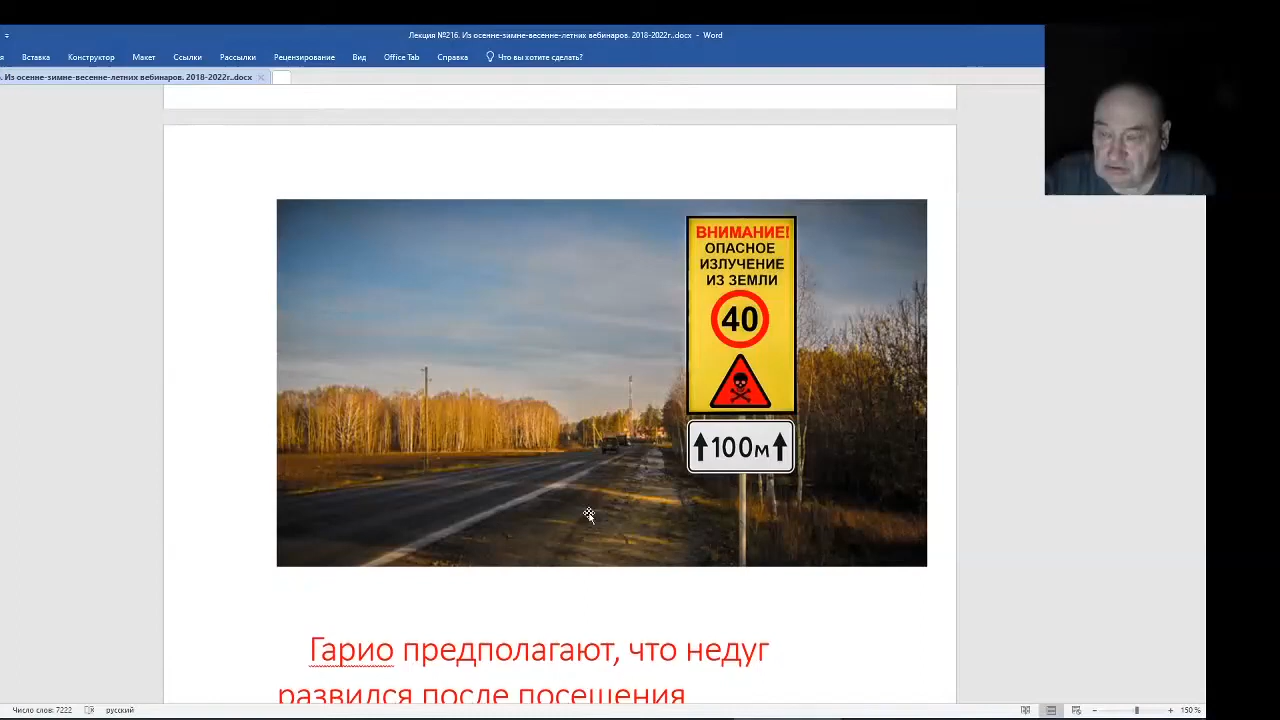 Лекция №216. Из осенне-зимне-весенне-летних вебинаров. 2018-2022г..docx - Word
Вставка Конструктор Макет Ссылки Рассылки Рецензирование Вид Office Tab Справка Что вы хотите сделать?
. Из осенне-зимне-весенне-летних вебинаров. 2018-2022г..docx
ВНИМАНИЕ!
ОПАСНОЕ
ИЗЛУЧЕНИЕ
ИЗ ЗЕМЛИ
40
100м
Гарио предполагают, что недуг
развился после посещения
Число слов: 7222 русский 150 %